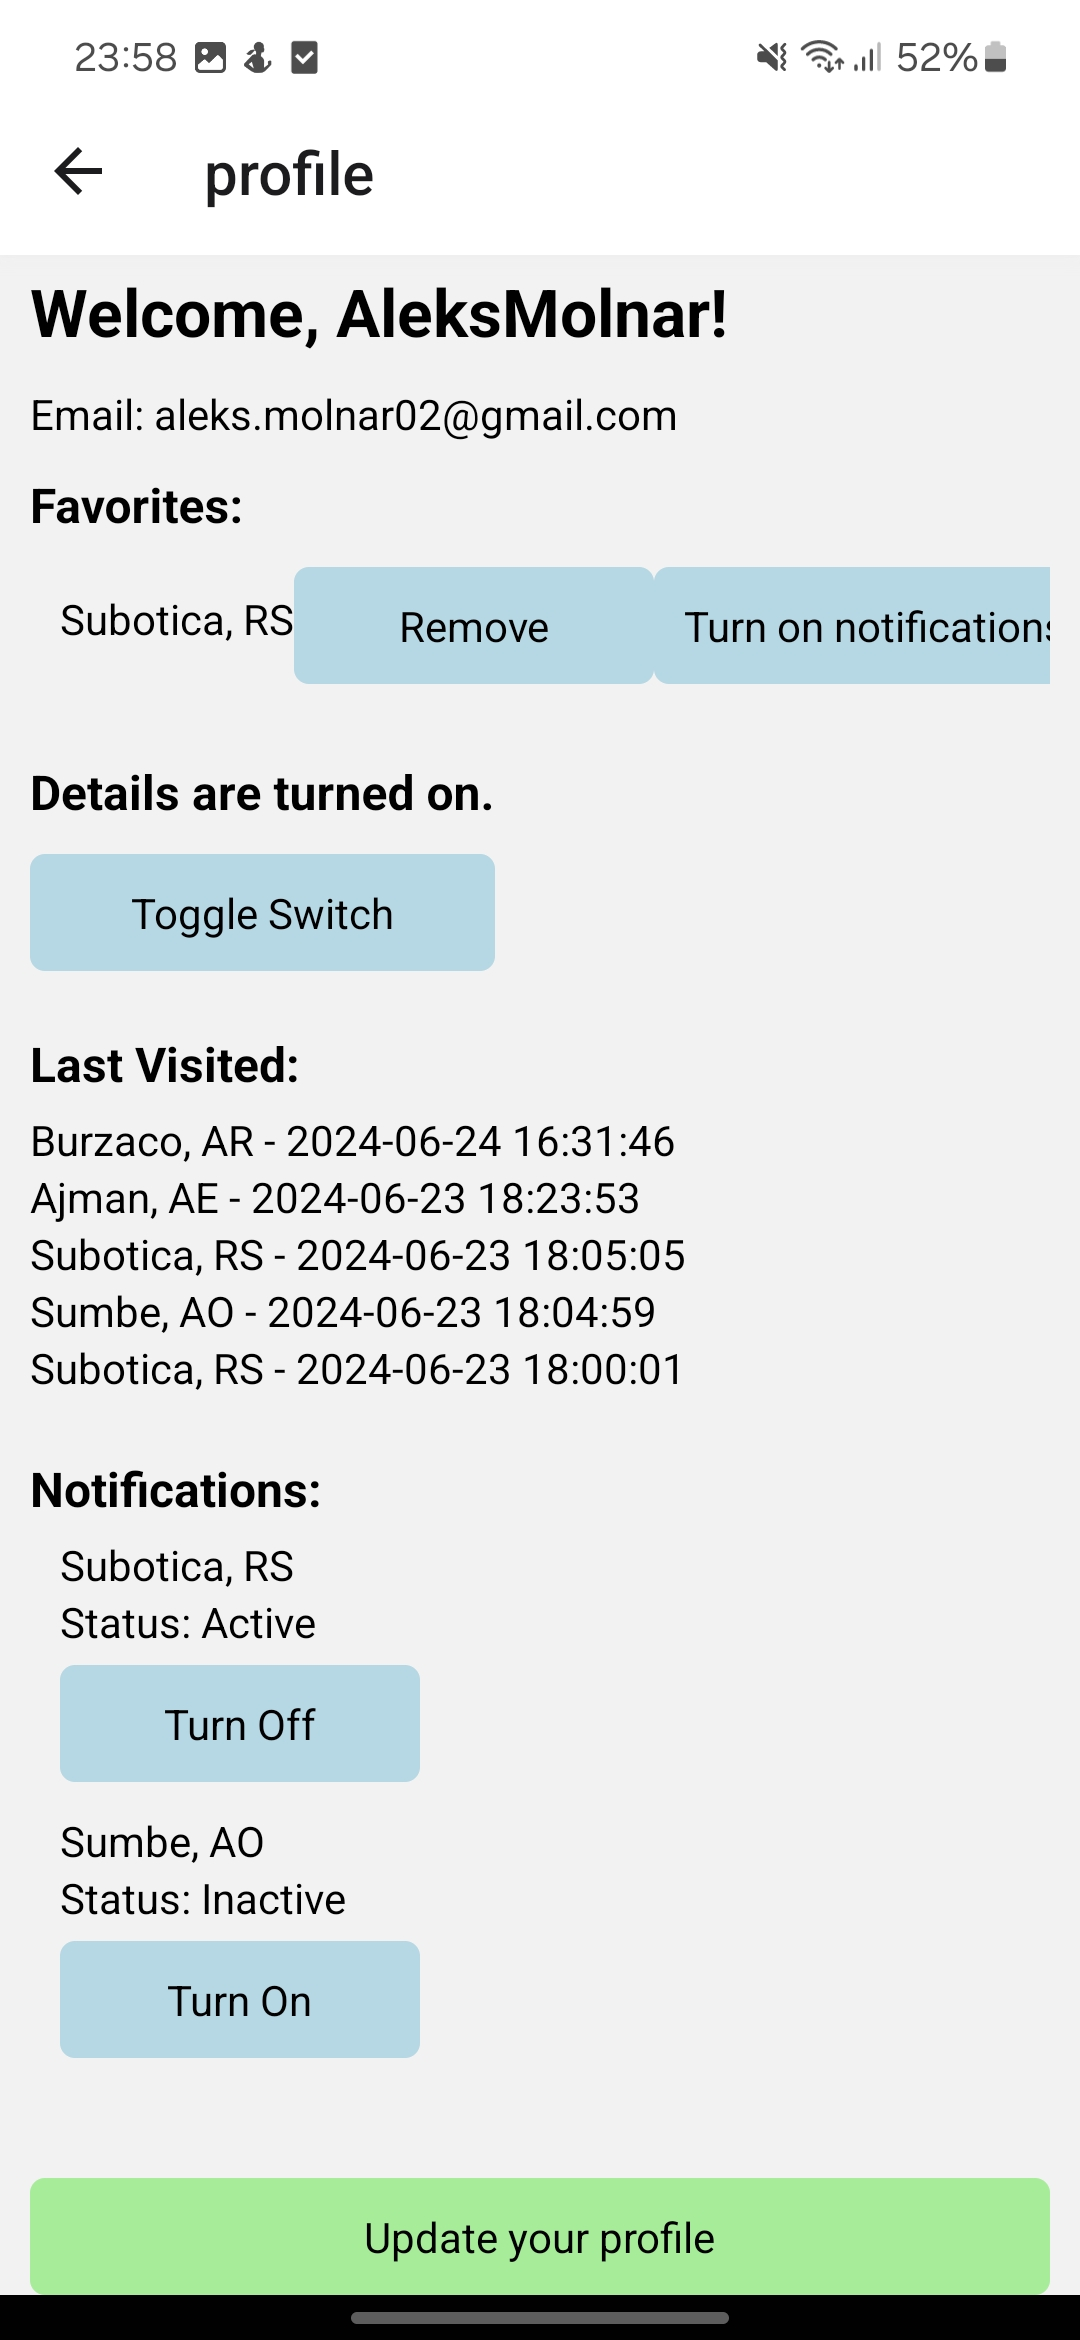 23:58 52%
profile
Welcome, AleksMolnar!
Email: aleks.molnar02@gmail.com
Favorites:
Subotica, RS Remove Turn on notifications
Details are turned on.
Toggle Switch
Last Visited:
Burzaco, AR - 2024-06-24 16:31:46
Ajman, AE - 2024-06-23 18:23:53
Subotica, RS - 2024-06-23 18:05:05
Sumbe, AO - 2024-06-23 18:04:59
Subotica, RS - 2024-06-23 18:00:01
Notifications:
Subotica, RS
Status: Active
Turn Off
Sumbe, AO
Status: Inactive
Turn On
Update your profile